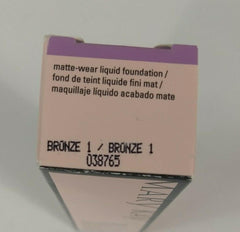 matte-wear liquid foundation /
fond de teint liquide fini mat /
maquillaje líquido acabado mate
BRONZE 1 / BRONZE 1
038765
MARY